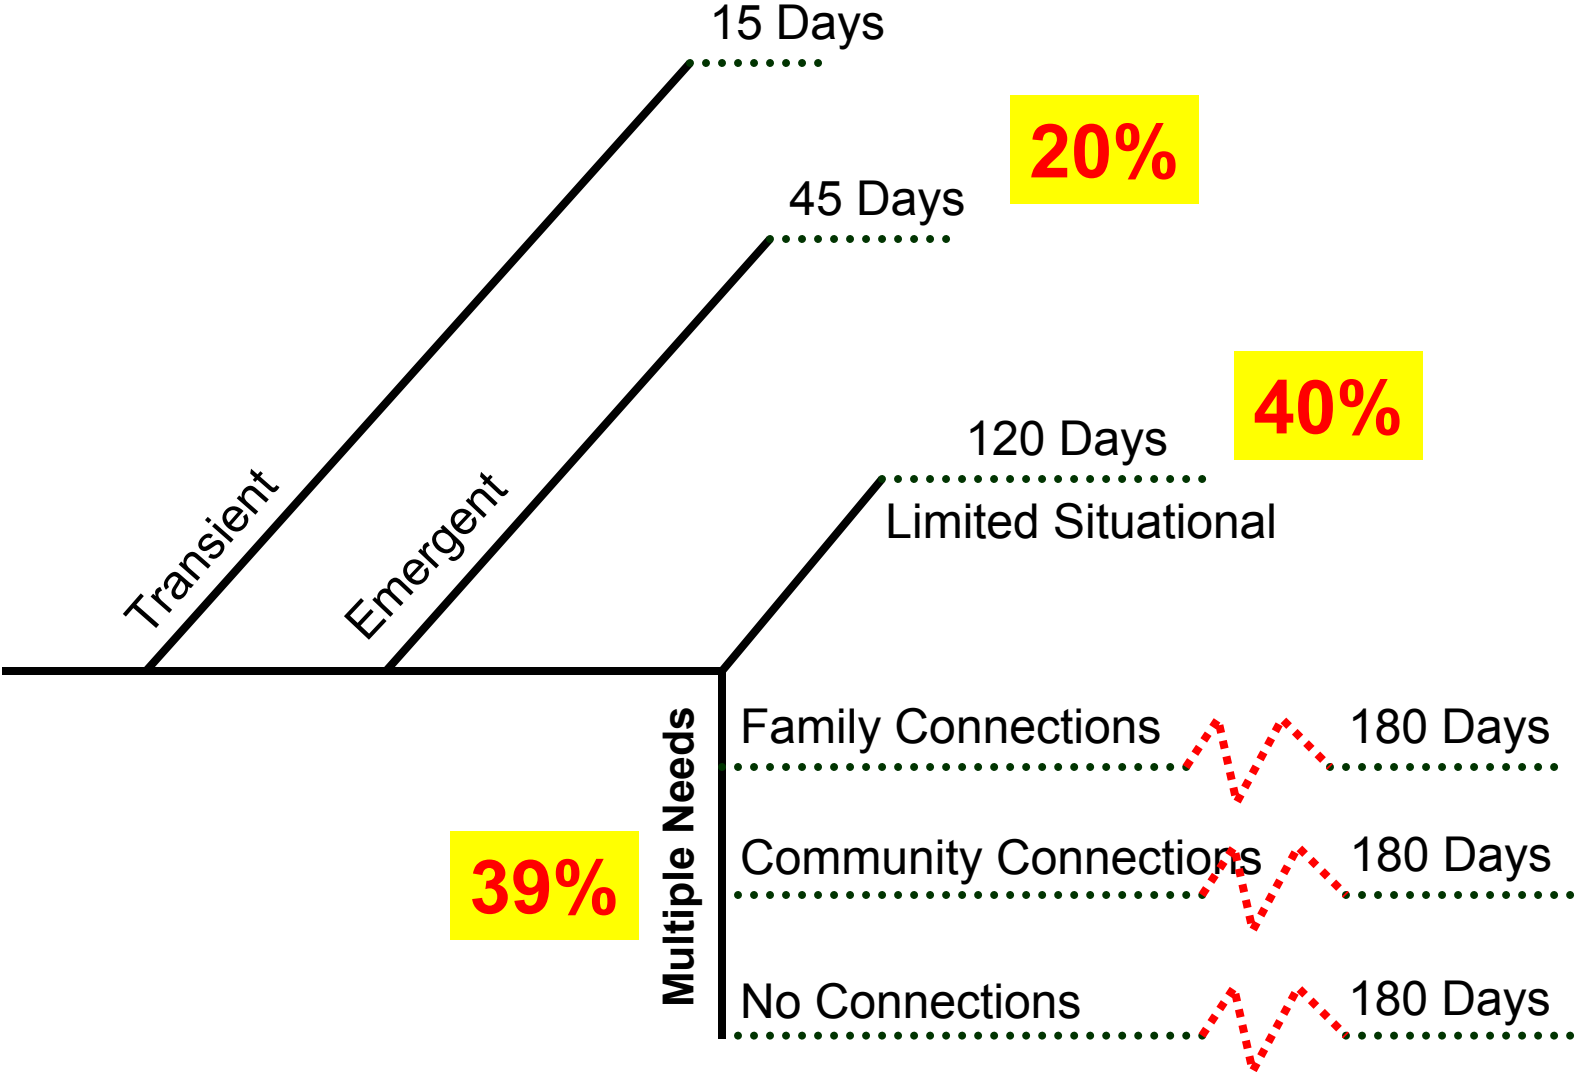 15 Days
20%
45 Days
40%
120 Days
Limited Situational
Transient
Emergent
Multiple Needs
39%
Family Connections
180 Days
Community Connections
180 Days
No Connections
180 Days